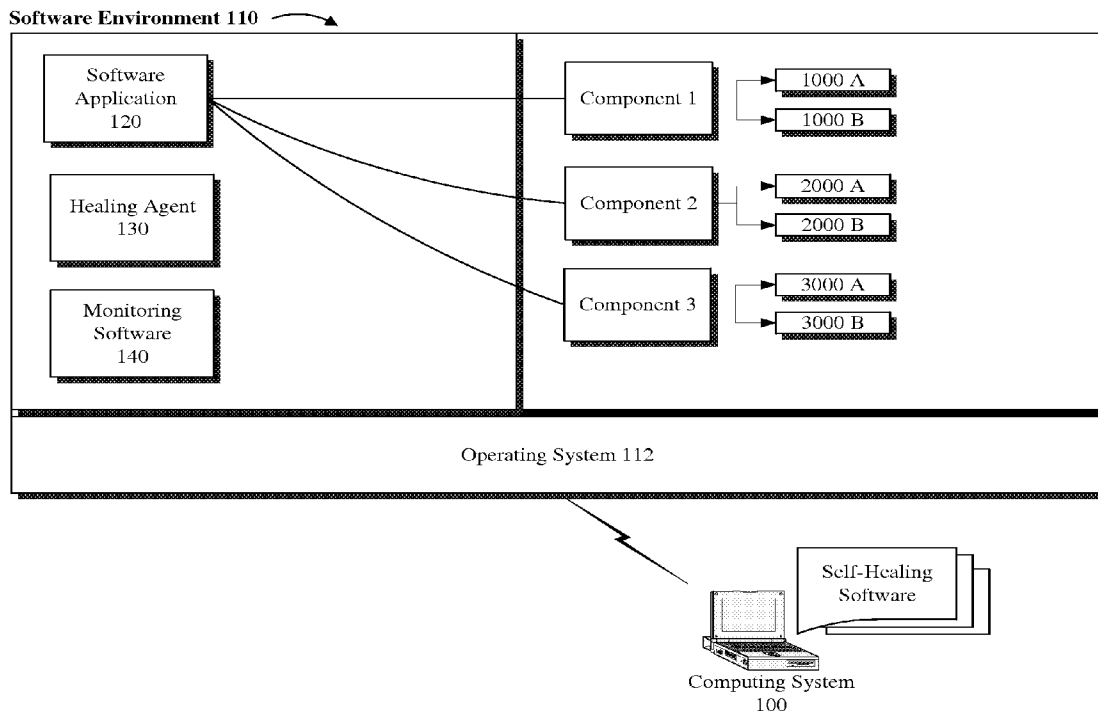 Software Environment 110
Software
Application
120
Healing Agent
130
Monitoring
Software
140
Component 1
1000 A
1000 B
Component 2
2000 A
2000 B
Component 3
3000 A
3000 B
Operating System 112
Self-Healing
Software
Computing System
100